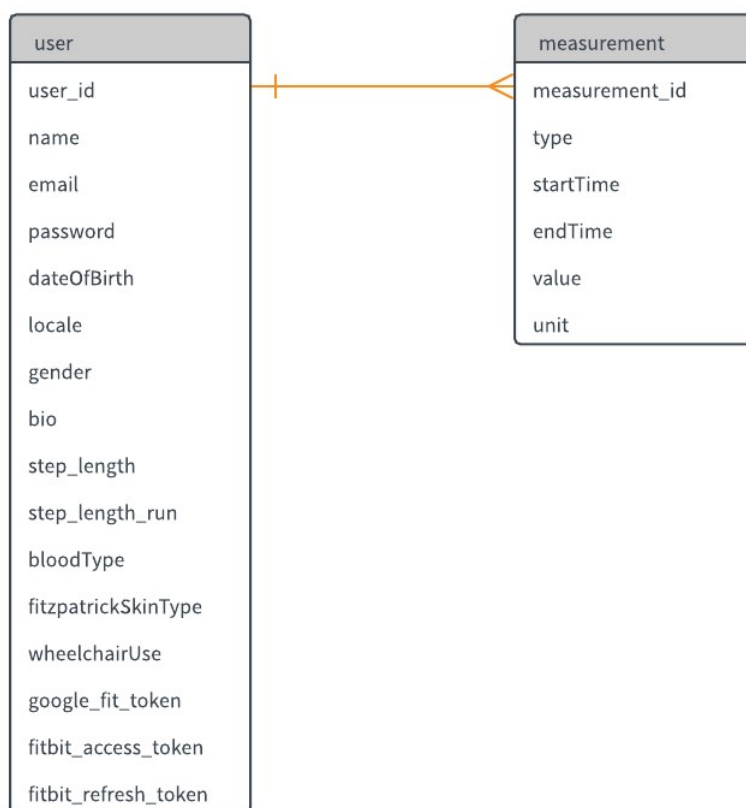 user
user_id
name
email
password
dateOfBirth
locale
gender
bio
step_length
step_length_run
bloodType
fitzpatrickSkinType
wheelchairUse
google_fit_token
fitbit_access_token
fitbit_refresh_token
measurement
measurement_id
type
startTime
endTime
value
unit